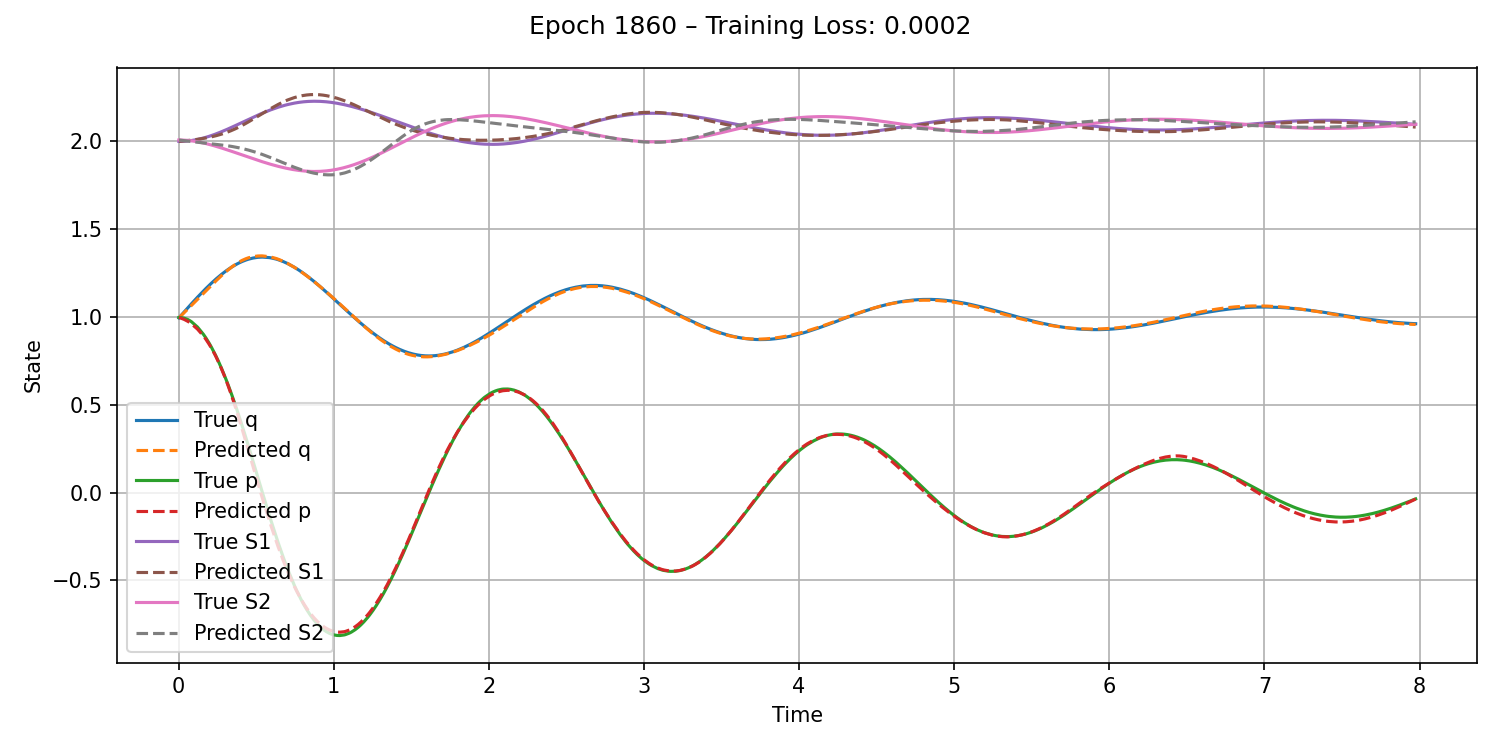 Epoch 1860 – Training Loss: 0.0002
State
2.0
1.5
1.0
0.5
0.0
−0.5
True q
Predicted q
True p
Predicted p
True S1
Predicted S1
True S2
Predicted S2
0 1 2 3 4 5 6 7 8
Time